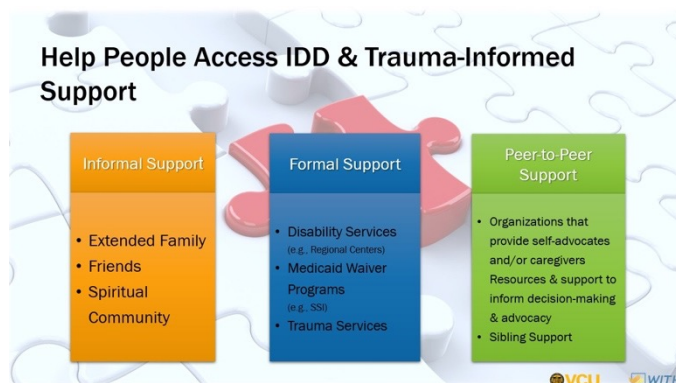 Help People Access IDD & Trauma-Informed
Support
Informal Support
• Extended Family
• Friends
• Spiritual
Community
Formal Support
• Disability Services
(e.g., Regional Centers)
• Medicaid Waiver
Programs
(e.g., SSI)
• Trauma Services
Peer-to-Peer
Support
• Organizations that
provide self-advocates
and/or caregivers
Resources & support to
inform decision-making
& advocacy
• Sibling Support
VCU
WITH